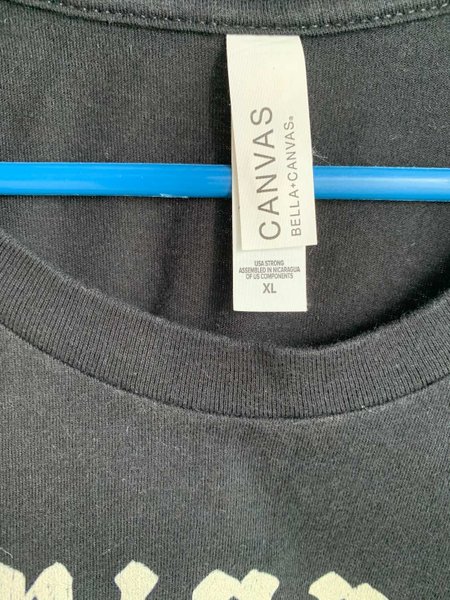 CANVAS
BELLA+CANVAS®
USA STRONG
ASSEMBLED IN NICARAGUA
OF US COMPONENTS
XL